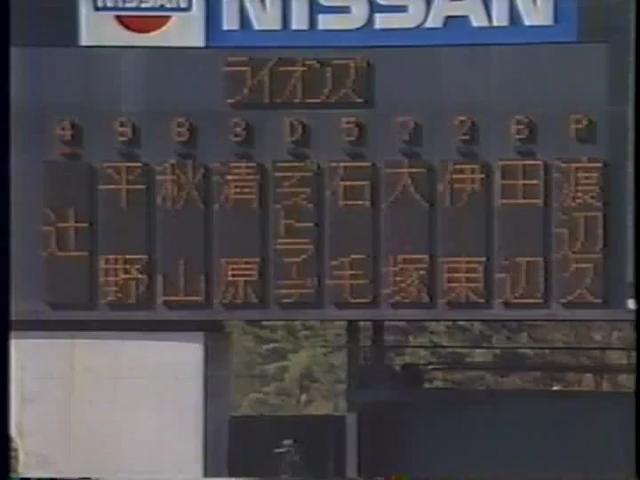 NISSAN
NISSAN
ライオンズ
4 9 8 3 D 5 7 2 6 P
辻
平野
秋山
清原
デストラーデ
石毛
大塚
伊東
田辺
渡辺久